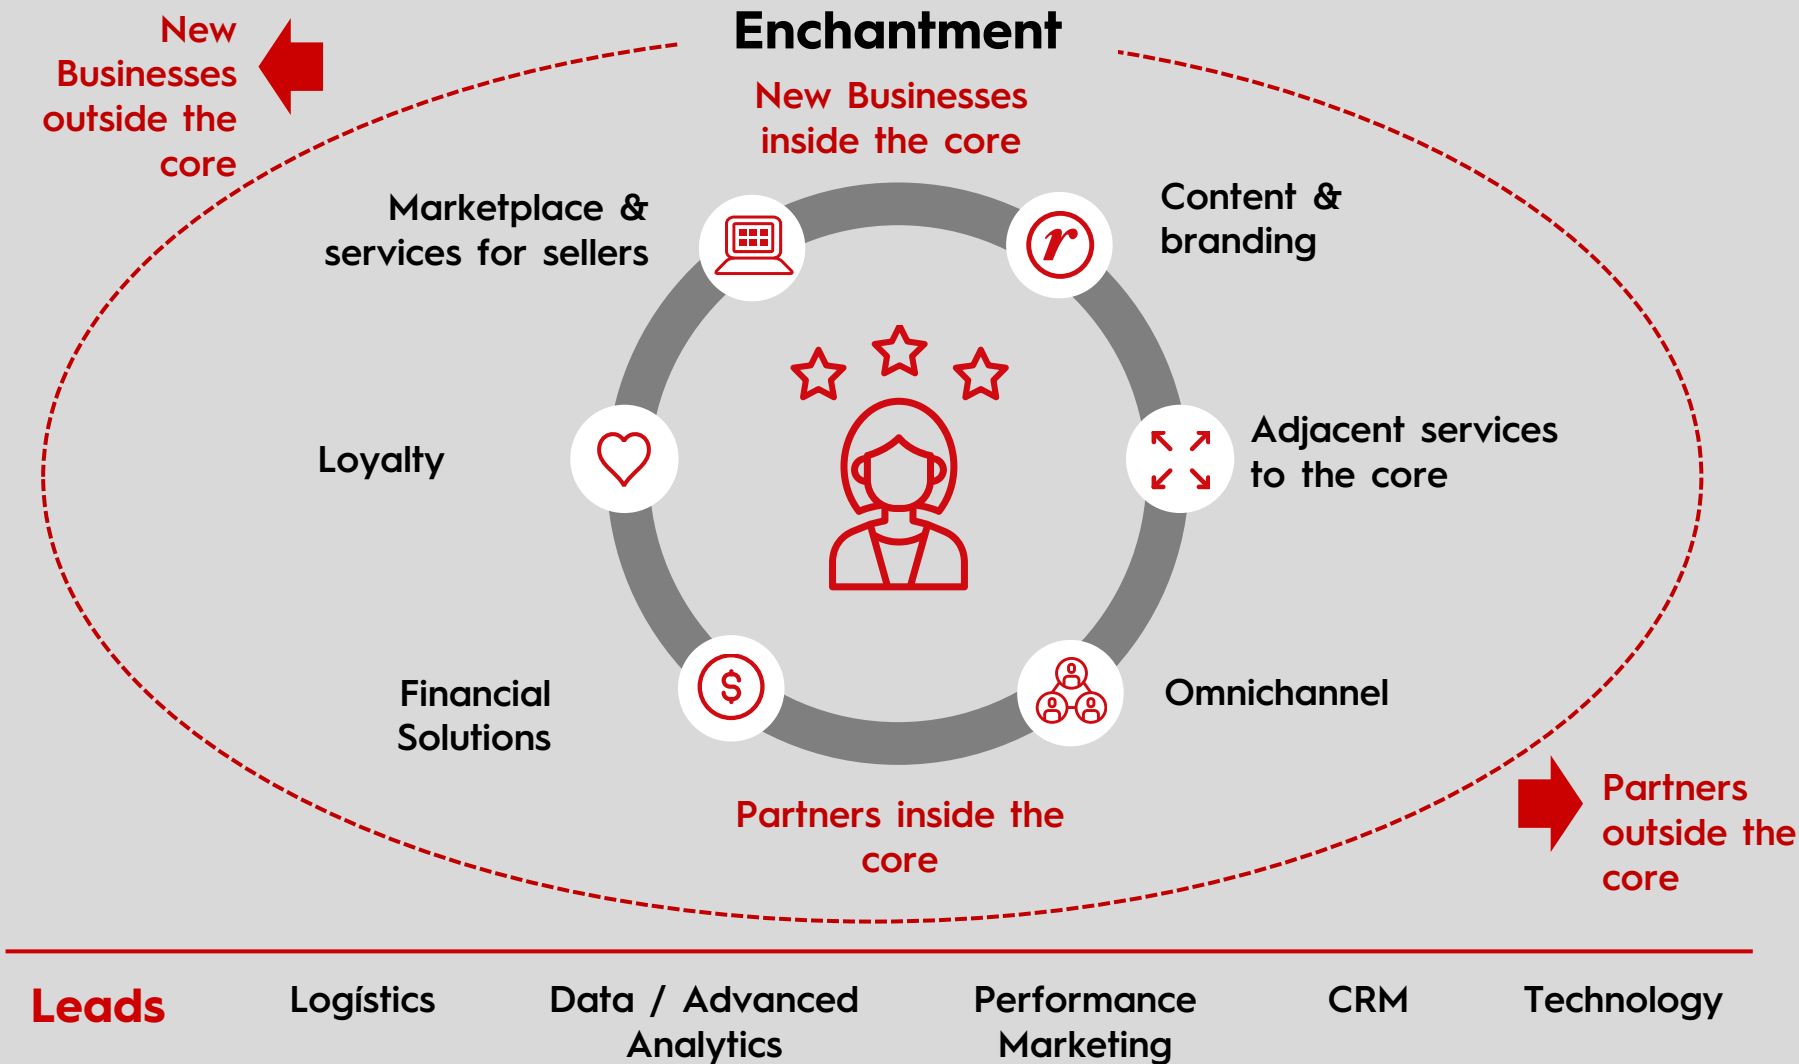 Enchantment
New
Businesses
outside the
core
New Businesses
inside the core
Marketplace &
services for sellers
Content &
branding
r
Loyalty
Adjacent services
to the core
Financial
Solutions
$
Omnichannel
Partners inside the
core
Partners
outside the
core
Leads
Logístics
Data / Advanced
Analytics
Performance
Marketing
CRM
Technology